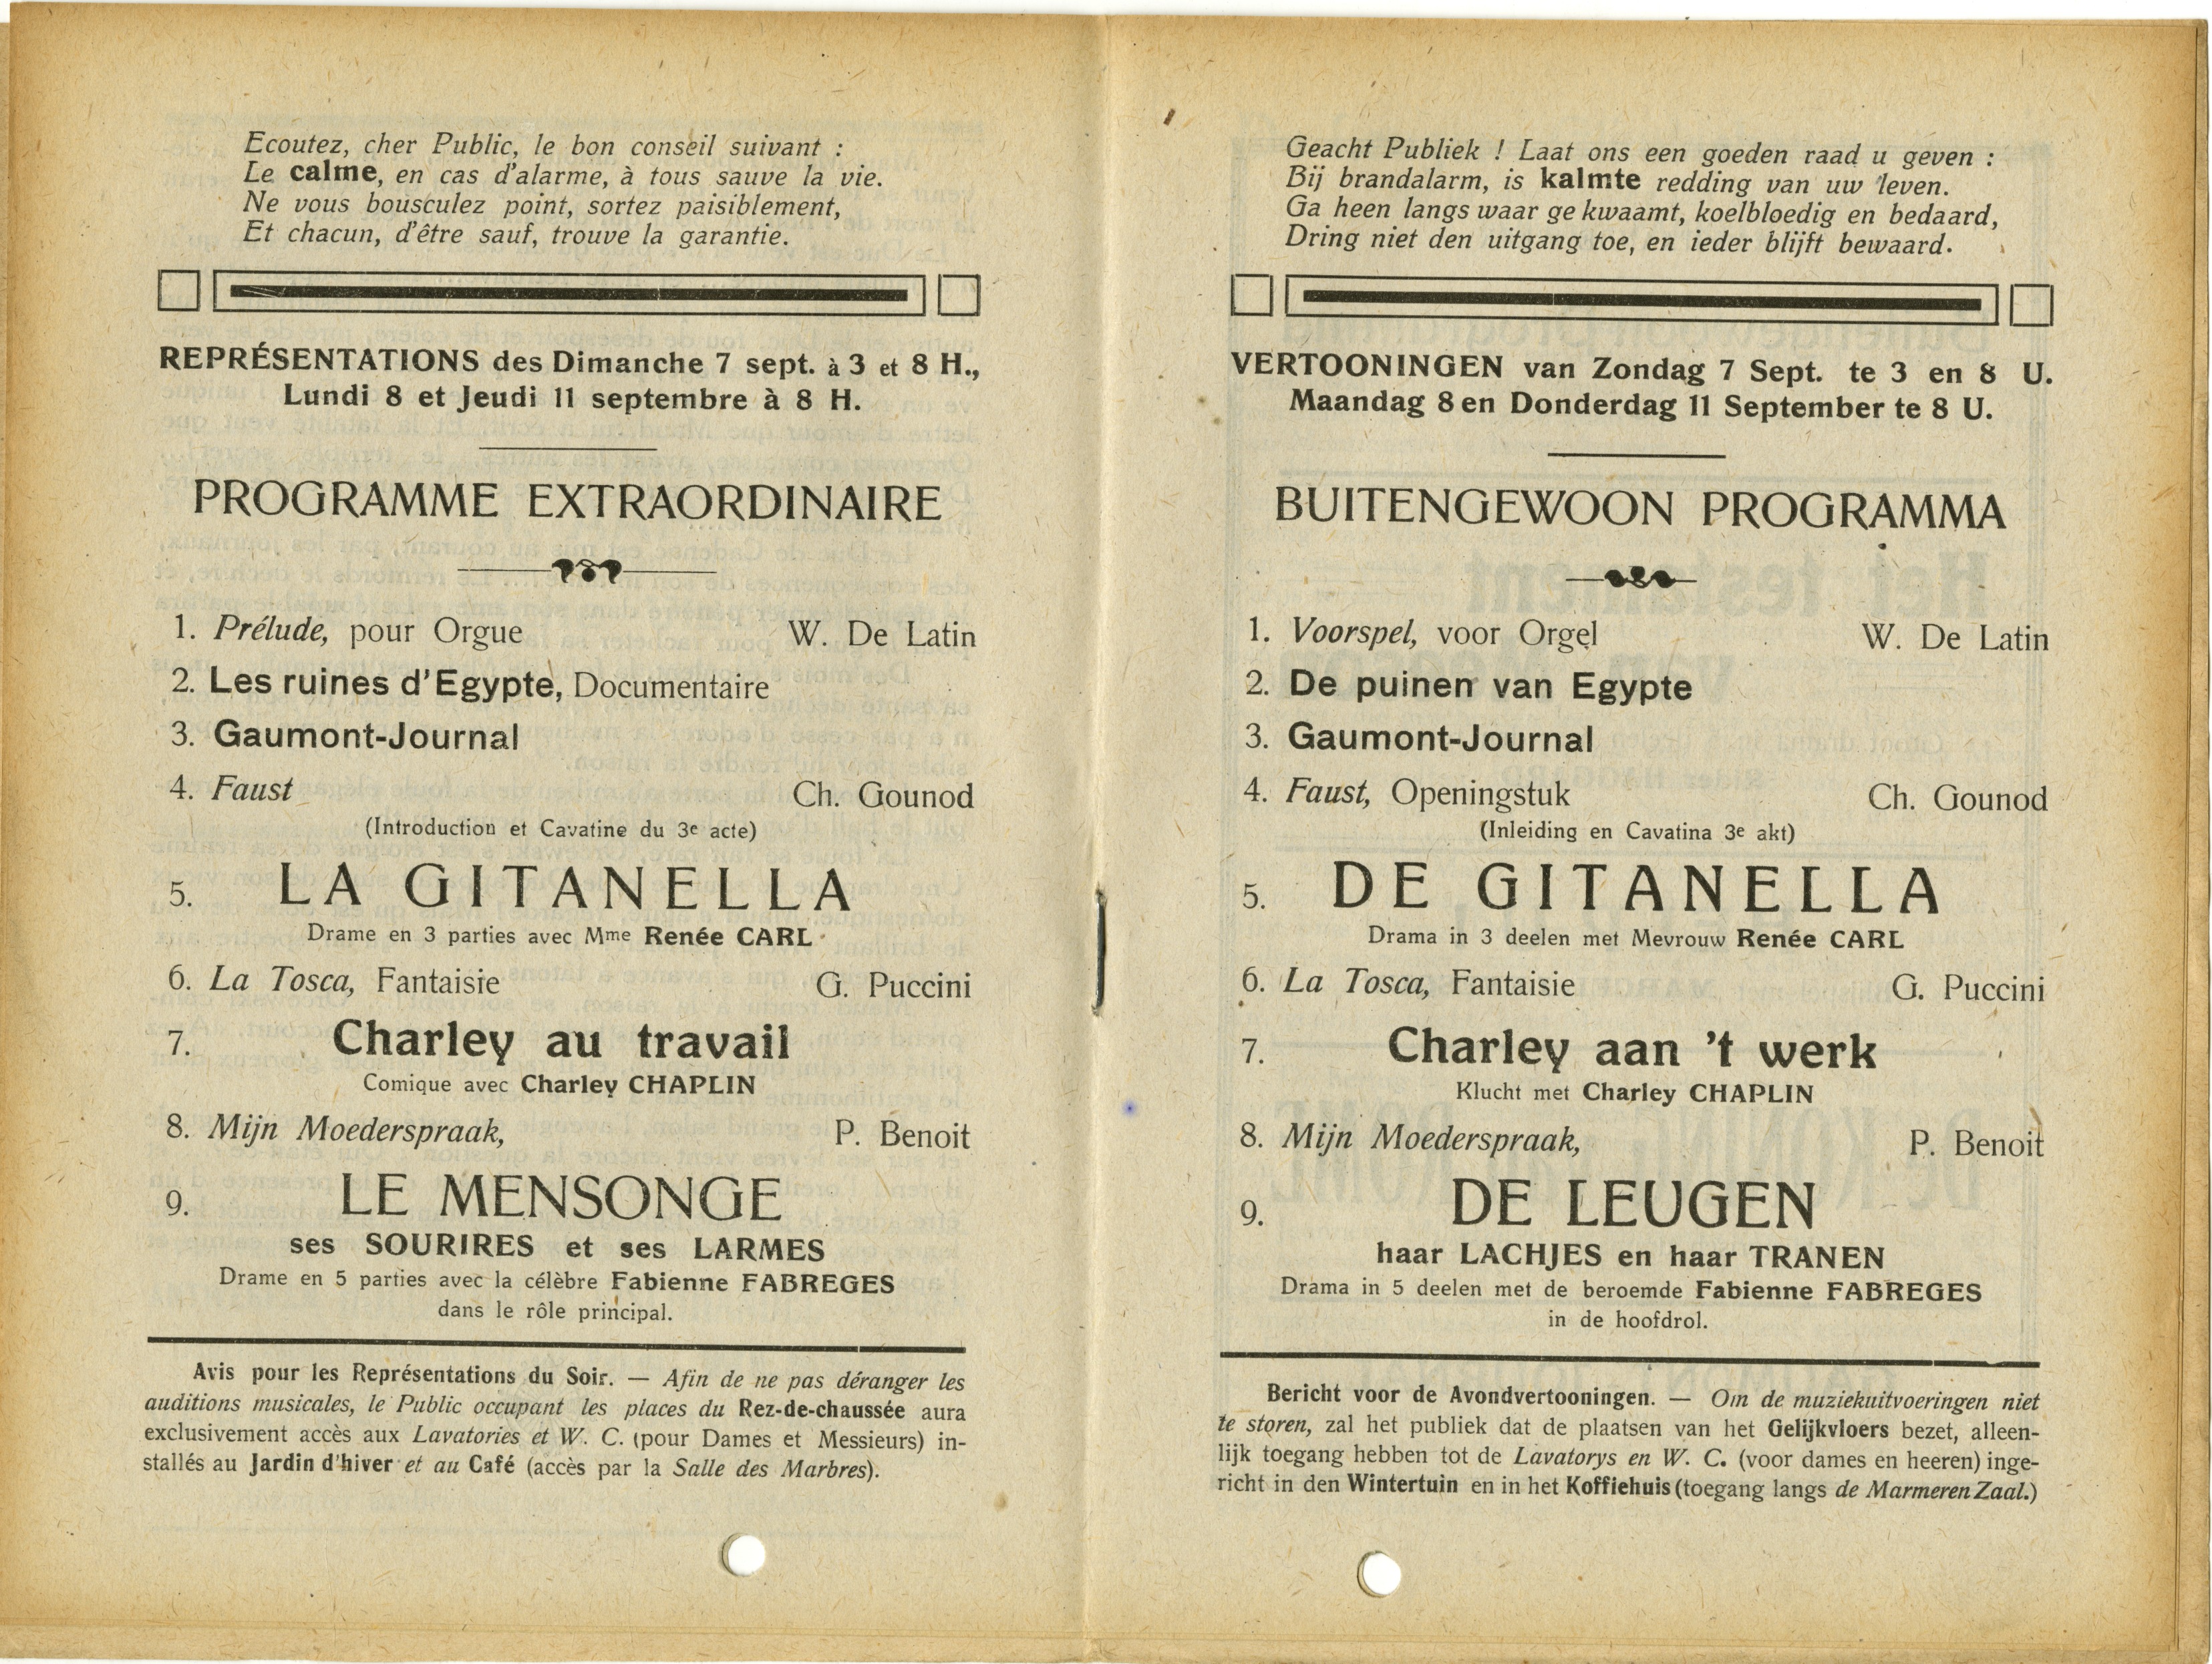 Ecoutez, cher Public, le bon conseil suivant :
Le calme, en cas d'alarme, à tous sauve la vie.
Ne vous bousculez point, sortez paisiblement,
Et chacun, d'être sauf, trouve la garantie.
REPRÉSENTATIONS des Dimanche 7 sept. à 3 et 8 H.,
Lundi 8 et Jeudi 11 septembre à 8 H.
PROGRAMME EXTRAORDINAIRE
1. Prélude, pour Orgue W. De Latin
2. Les ruines d'Egypte, Documentaire
3. Gaumont-Journal
4. Faust Ch. Gounod
(Introduction et Cavatine du 3e acte)
5. LA GITANELLA
Drame en 3 parties avec Mme Renée CARL
6. La Tosca, Fantaisie G. Puccini
7. Charley au travail
Comique avec Charley CHAPLIN
8. Mijn Moederspraak, P. Benoit
9. LE MENSONGE
ses SOURIRES et ses LARMES
Drame en 5 parties avec la célèbre Fabienne FABREGES
dans le rôle principal.
Avis pour les Représentations du Soir. — Afin de ne pas déranger les
auditions musicales, le Public occupant les places du Rez-de-chaussée aura
exclusivement accès aux Lavatories et W. C. (pour Dames et Messieurs) in-
stallés au Jardin d'hiver et au Café (accès par la Salle des Marbres).
Geacht Publiek ! Laat ons een goeden raad u geven :
Bij brandalarm, is kalmte redding van uw leven.
Ga heen langs waar ge kwaamt, koelbloedig en bedaard,
Dring niet den uitgang toe, en ieder blijft bewaard.
VERTOONINGEN van Zondag 7 Sept. te 3 en 8 U.
Maandag 8 en Donderdag 11 September te 8 U.
BUITENGEWOON PROGRAMMA
1. Voorspel, voor Orgel W. De Latin
2. De puinen van Egypte
3. Gaumont-Journal
4. Faust, Openingstuk Ch. Gounod
(Inleiding en Cavatina 3e akt)
5. DE GITANELLA
Drama in 3 deelen met Mevrouw Renée CARL
6. La Tosca, Fantaisie G. Puccini
7. Charley aan 't werk
Klucht met Charley CHAPLIN
8. Mijn Moederspraak, P. Benoit
9. DE LEUGEN
haar LACHJES en haar TRANEN
Drama in 5 deelen met de beroemde Fabienne FABREGES
in de hoofdrol.
Bericht voor de Avondvertooningen. — Om de muziekuitvoeringen niet
te storen, zal het publiek dat de plaatsen van het Gelijkvloers bezet, alleen-
lijk toegang hebben tot de Lavatorys en W. C. (voor dames en heeren) inge-
richt in den Wintertuin en in het Koffiehuis (toegang langs de Marmeren Zaal.)